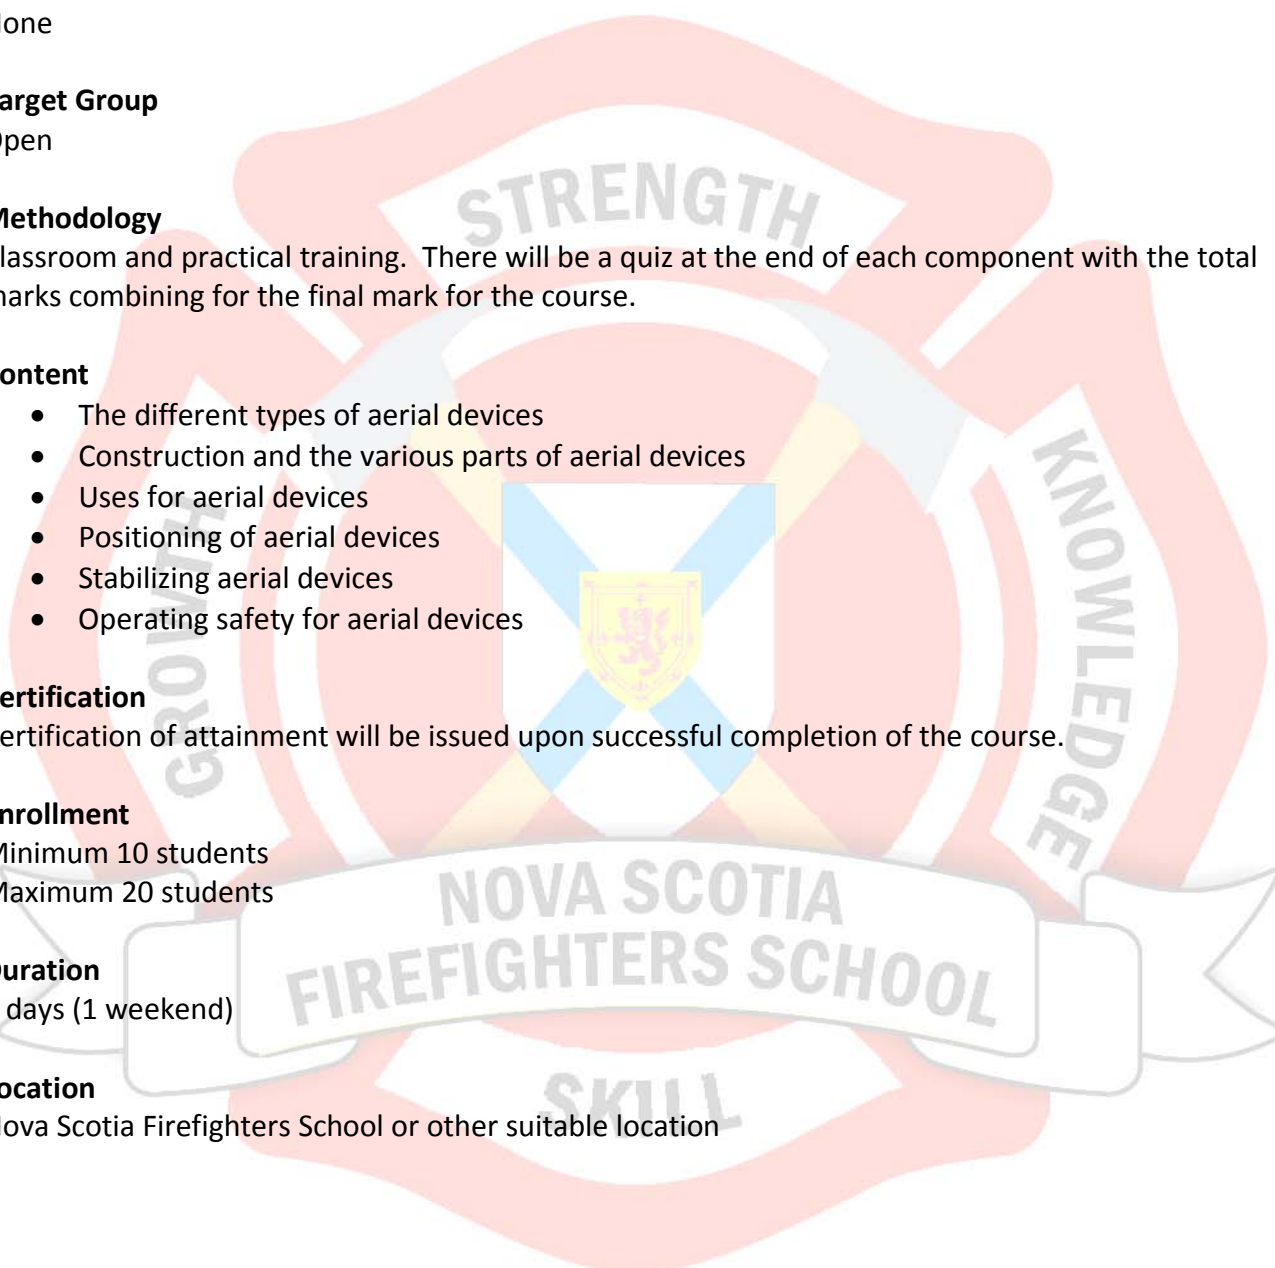 None
arget Group
Open
Methodology
lassroom and practical training. There will be a quiz at the end of each component with the total
marks combining for the final mark for the course.
ontent
• The different types of aerial devices
• Construction and the various parts of aerial devices
• Uses for aerial devices
• Positioning of aerial devices
• Stabilizing aerial devices
• Operating safety for aerial devices
ertification
ertification of attainment will be issued upon successful completion of the course.
nrollment
Minimum 10 students
Maximum 20 students
Duration
days (1 weekend)
ocation
Nova Scotia Firefighters School or other suitable location
STRENGTH
GROWTH
KNOWLEDGE
NOVA SCOTIA
FIREFIGHTERS SCHOOL
SKILL